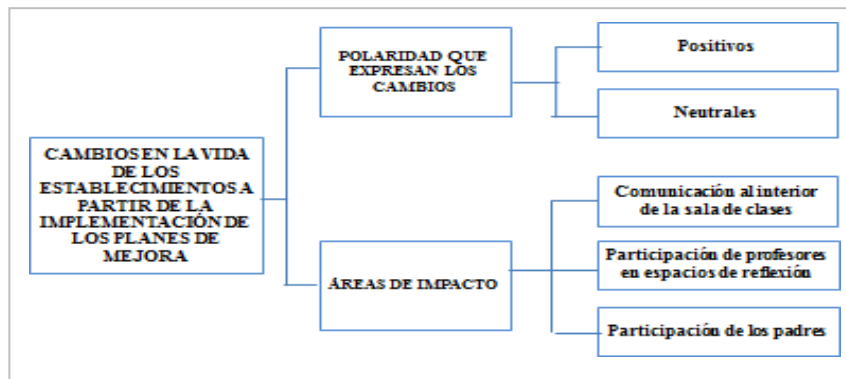 CAMBIOS EN LA VIDA
DE LOS
ESTABLECIMIENTOS A
PARTIR DE LA
IMPLEMENTACIÓN DE
LOS PLANES DE
MEJORA
POLARIDAD QUE
EXPRESAN LOS
CAMBIOS
Positivos
Neutrales
ÁREAS DE IMPACTO
Comunicación al interior
de la sala de clases
Participación de profesores
en espacios de reflexión
Participación de los padres